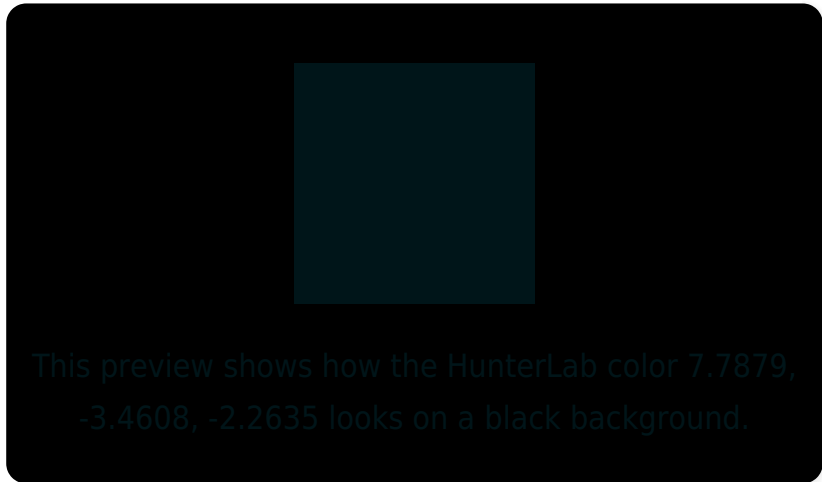 This preview shows how the HunterLab color 7.7879,
-3.4608, -2.2635 looks on a black background.